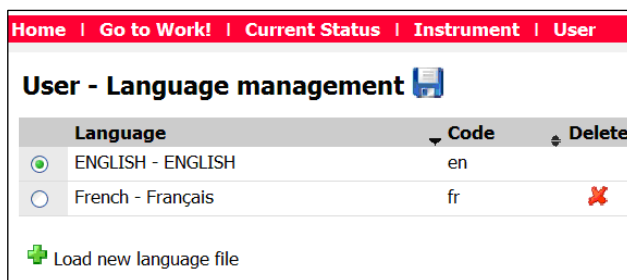 Home | Go to Work! | Current Status | Instrument | User
User - Language management
Language Code Delete
ENGLISH - ENGLISH en
French - Français fr
Load new language file